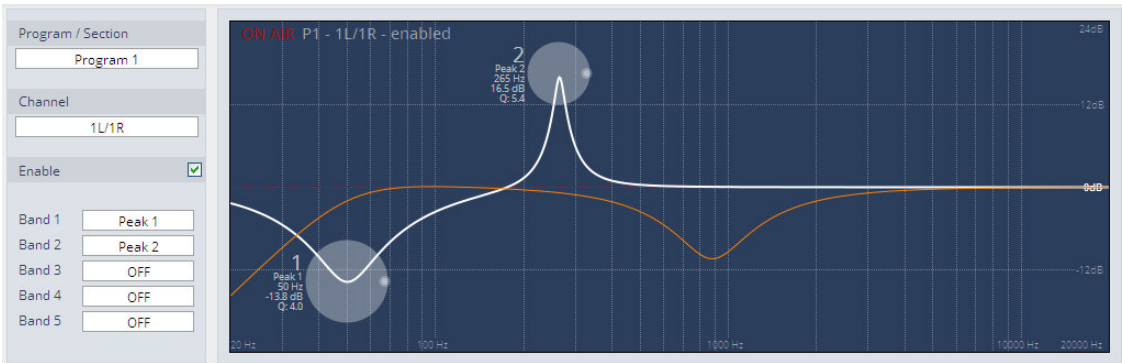 Program / Section
Program 1
Channel
1L/1R
Enable
Band 1 Peak 1
Band 2 Peak 2
Band 3 OFF
Band 4 OFF
Band 5 OFF
ON AIR P1 - 1L/1R - enabled
24dB
2
Peak 2
265 Hz
16.5 dB
Q: 5.4
-12dB
0dB
1
Peak 1
50 Hz
-13.8 dB
Q: 4.0
-12dB
20 Hz 100 Hz 1000 Hz 10000 Hz 20000 Hz